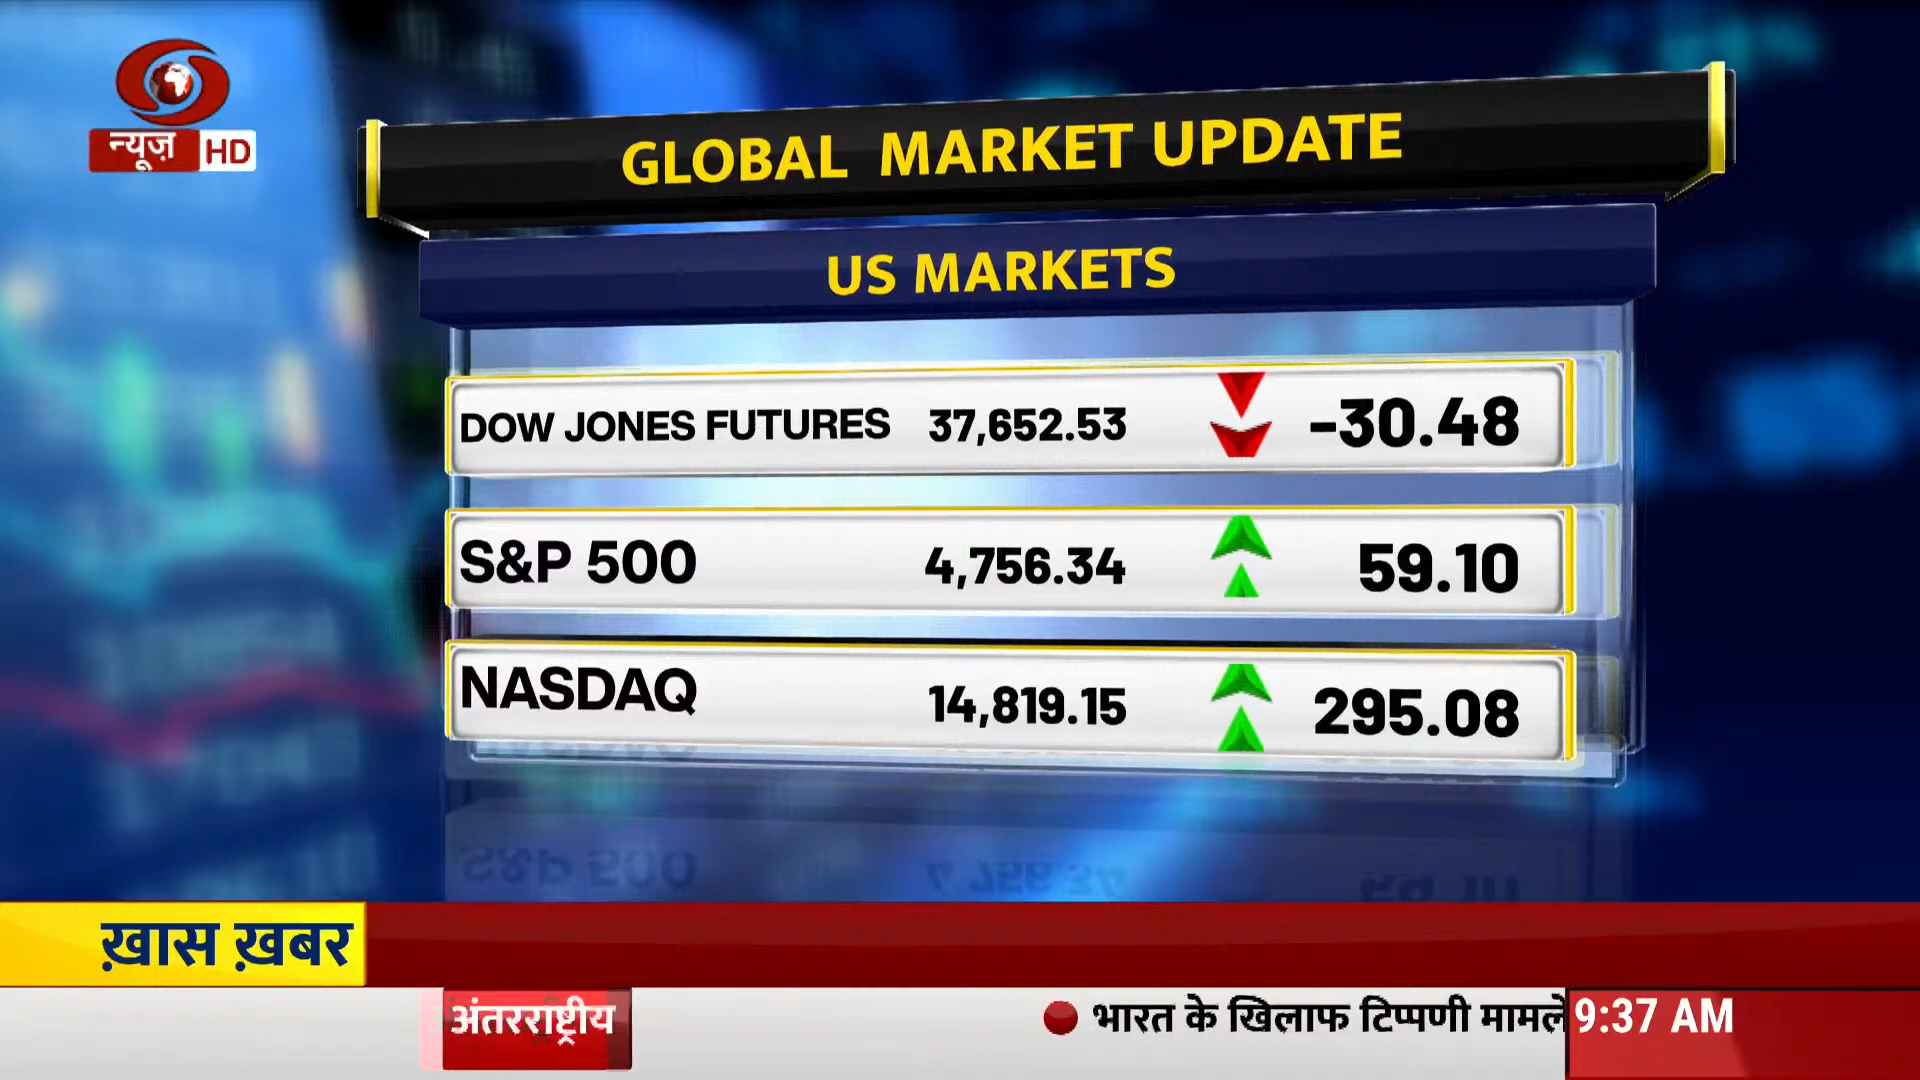 न्यूज़ HD
GLOBAL MARKET UPDATE
US MARKETS
DOW JONES FUTURES 37,652.53 -30.48
S&P 500 4,756.34 59.10
NASDAQ 14,819.15 295.08
ख़ास ख़बर
अंतरराष्ट्रीय भारत के खिलाफ टिप्पणी मामले 9:37 AM